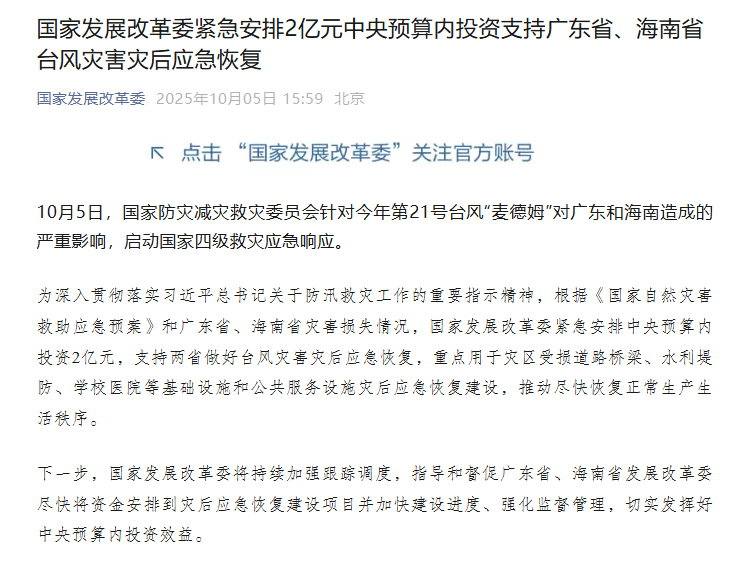 国家发展改革委紧急安排2亿元中央预算内投资支持广东省、海南省
台风灾害灾后应急恢复
国家发展改革委 2025年10月05日 15:59 北京
点击 “国家发展改革委” 关注官方账号
10月5日，国家防灾减灾救灾委员会针对今年第21号台风“麦德姆”对广东和海南造成的
严重影响，启动国家四级救灾应急响应。
为深入贯彻落实习近平总书记关于防汛救灾工作的重要指示精神，根据《国家自然灾害
救助应急预案》和广东省、海南省灾害损失情况，国家发展改革委紧急安排中央预算内
投资2亿元，支持两省做好台风灾害灾后应急恢复，重点用于灾区受损道路桥梁、水利堤
防、学校医院等基础设施和公共服务设施灾后应急恢复建设，推动尽快恢复正常生产生
活秩序。
下一步，国家发展改革委将持续加强跟踪调度，指导和督促广东省、海南省发展改革委
尽快将资金安排到灾后应急恢复建设项目并加快建设进度、强化监督管理，切实发挥好
中央预算内投资效益。